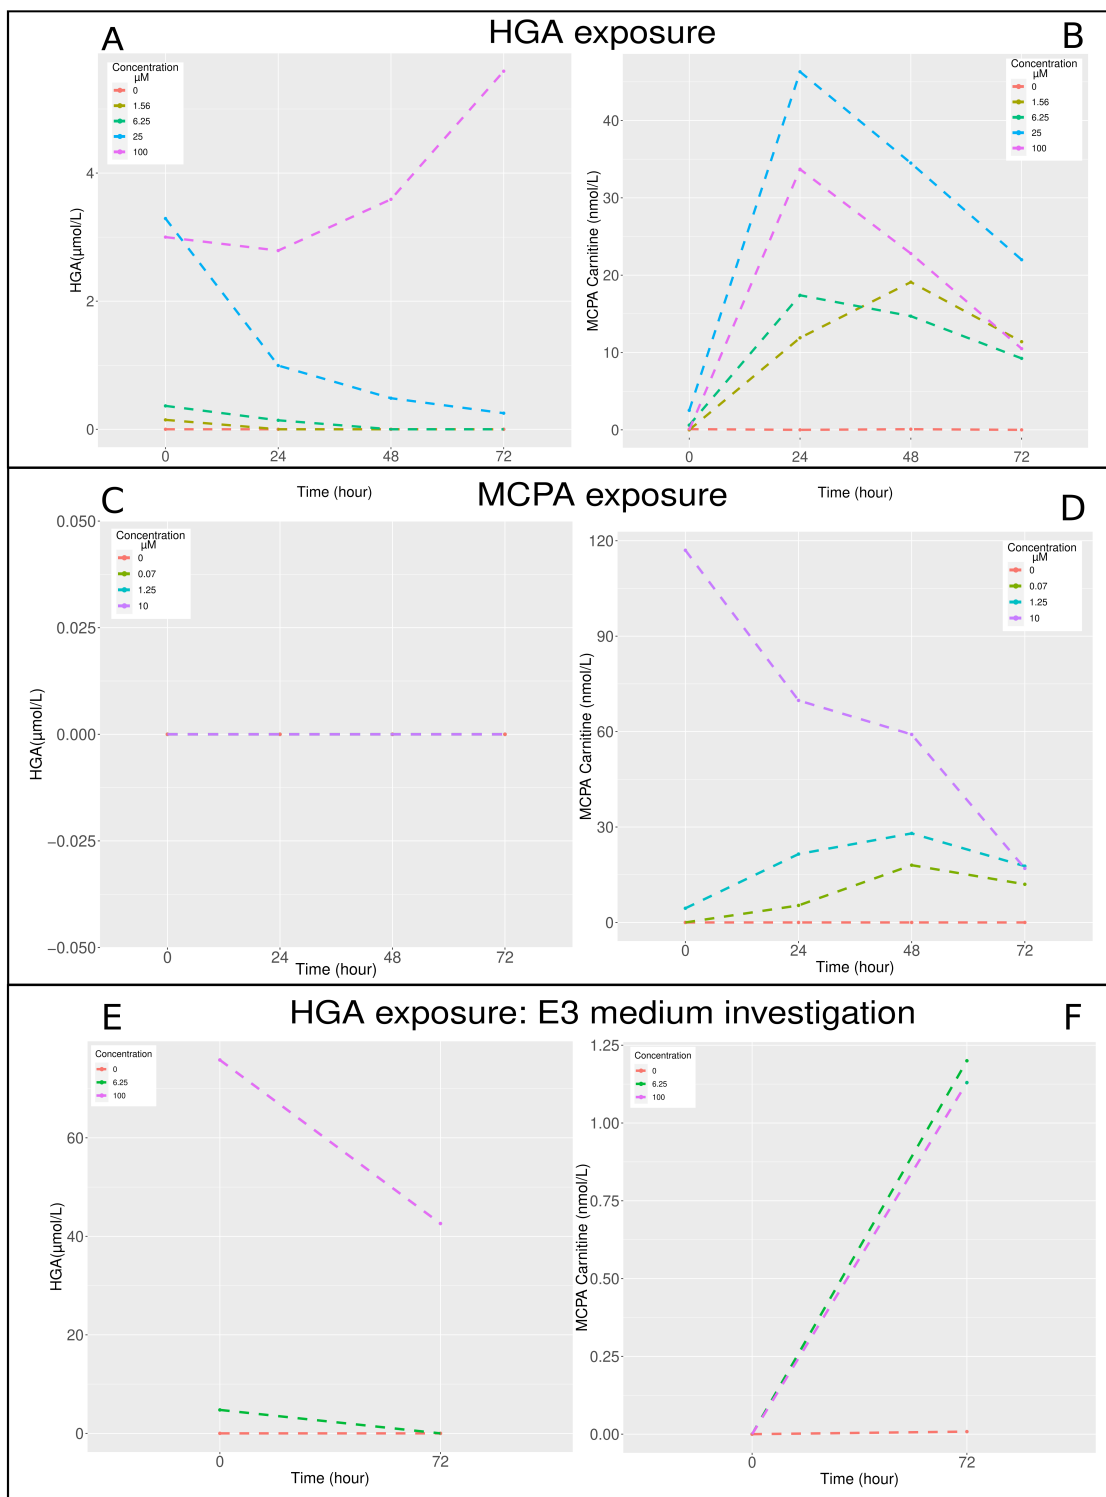 HGA exposure
A
Concentration
µM
0
1.56
6.25
25
100
HGA(µmol/L)
4
2
0
0
24
48
72
Time (hour)
B
Concentration
µM
0
1.56
6.25
25
100
MCPA Carnitine (nmol/L)
40
30
20
10
0
0
24
48
72
Time (hour)
MCPA exposure
C
Concentration
µM
0
0.07
1.25
10
HGA(µmol/L)
0.050
0.025
0.000
−0.025
−0.050
0
24
48
72
Time (hour)
D
Concentration
µM
0
0.07
1.25
10
MCPA Carnitine (nmol/L)
120
90
60
30
0
0
24
48
72
Time (hour)
HGA exposure: E3 medium investigation
E
Concentration
0
6.25
100
HGA(µmol/L)
60
40
20
0
0
72
Time (hour)
F
Concentration
0
6.25
100
MCPA Carnitine (nmol/L)
1.25
1.00
0.75
0.50
0.25
0.00
0
72
Time (hour)